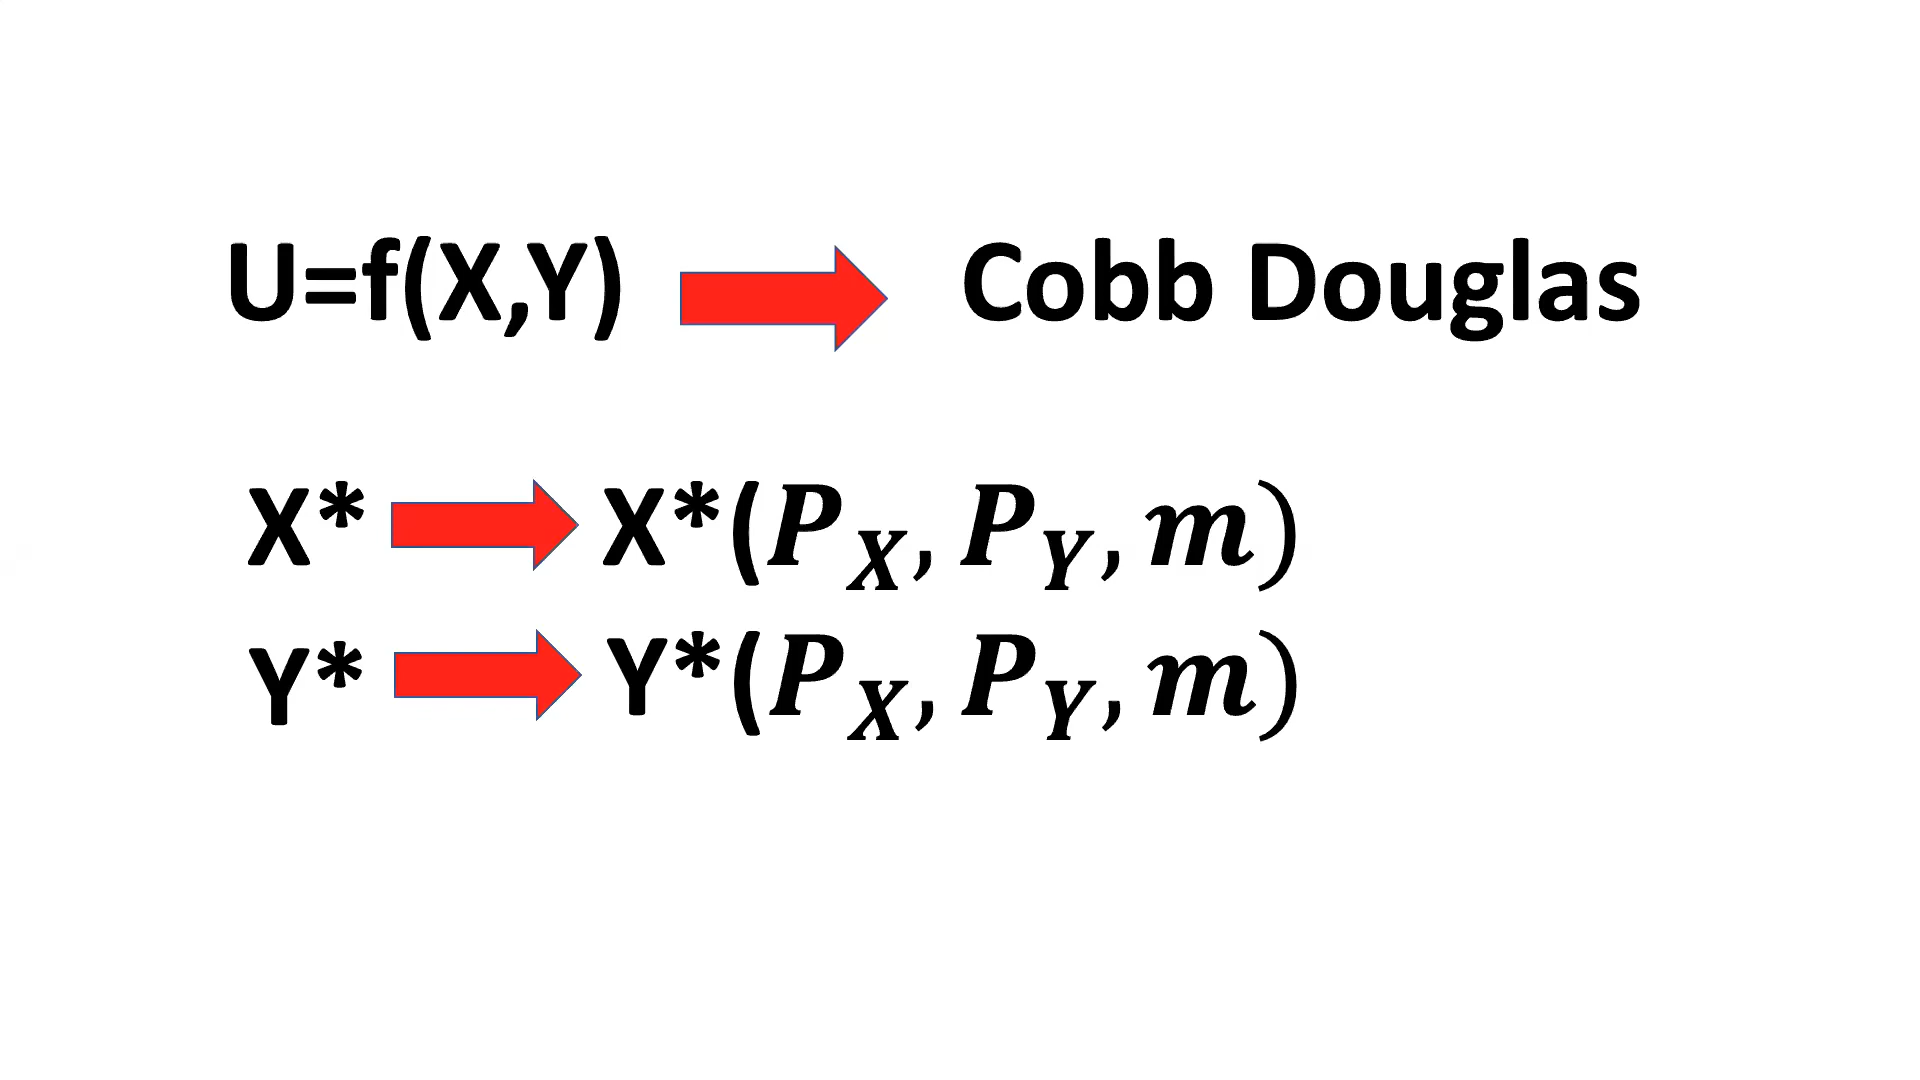 U=f(X,Y) Cobb Douglas
X* X*(P_X, P_Y, m)
Y* Y*(P_X, P_Y, m)